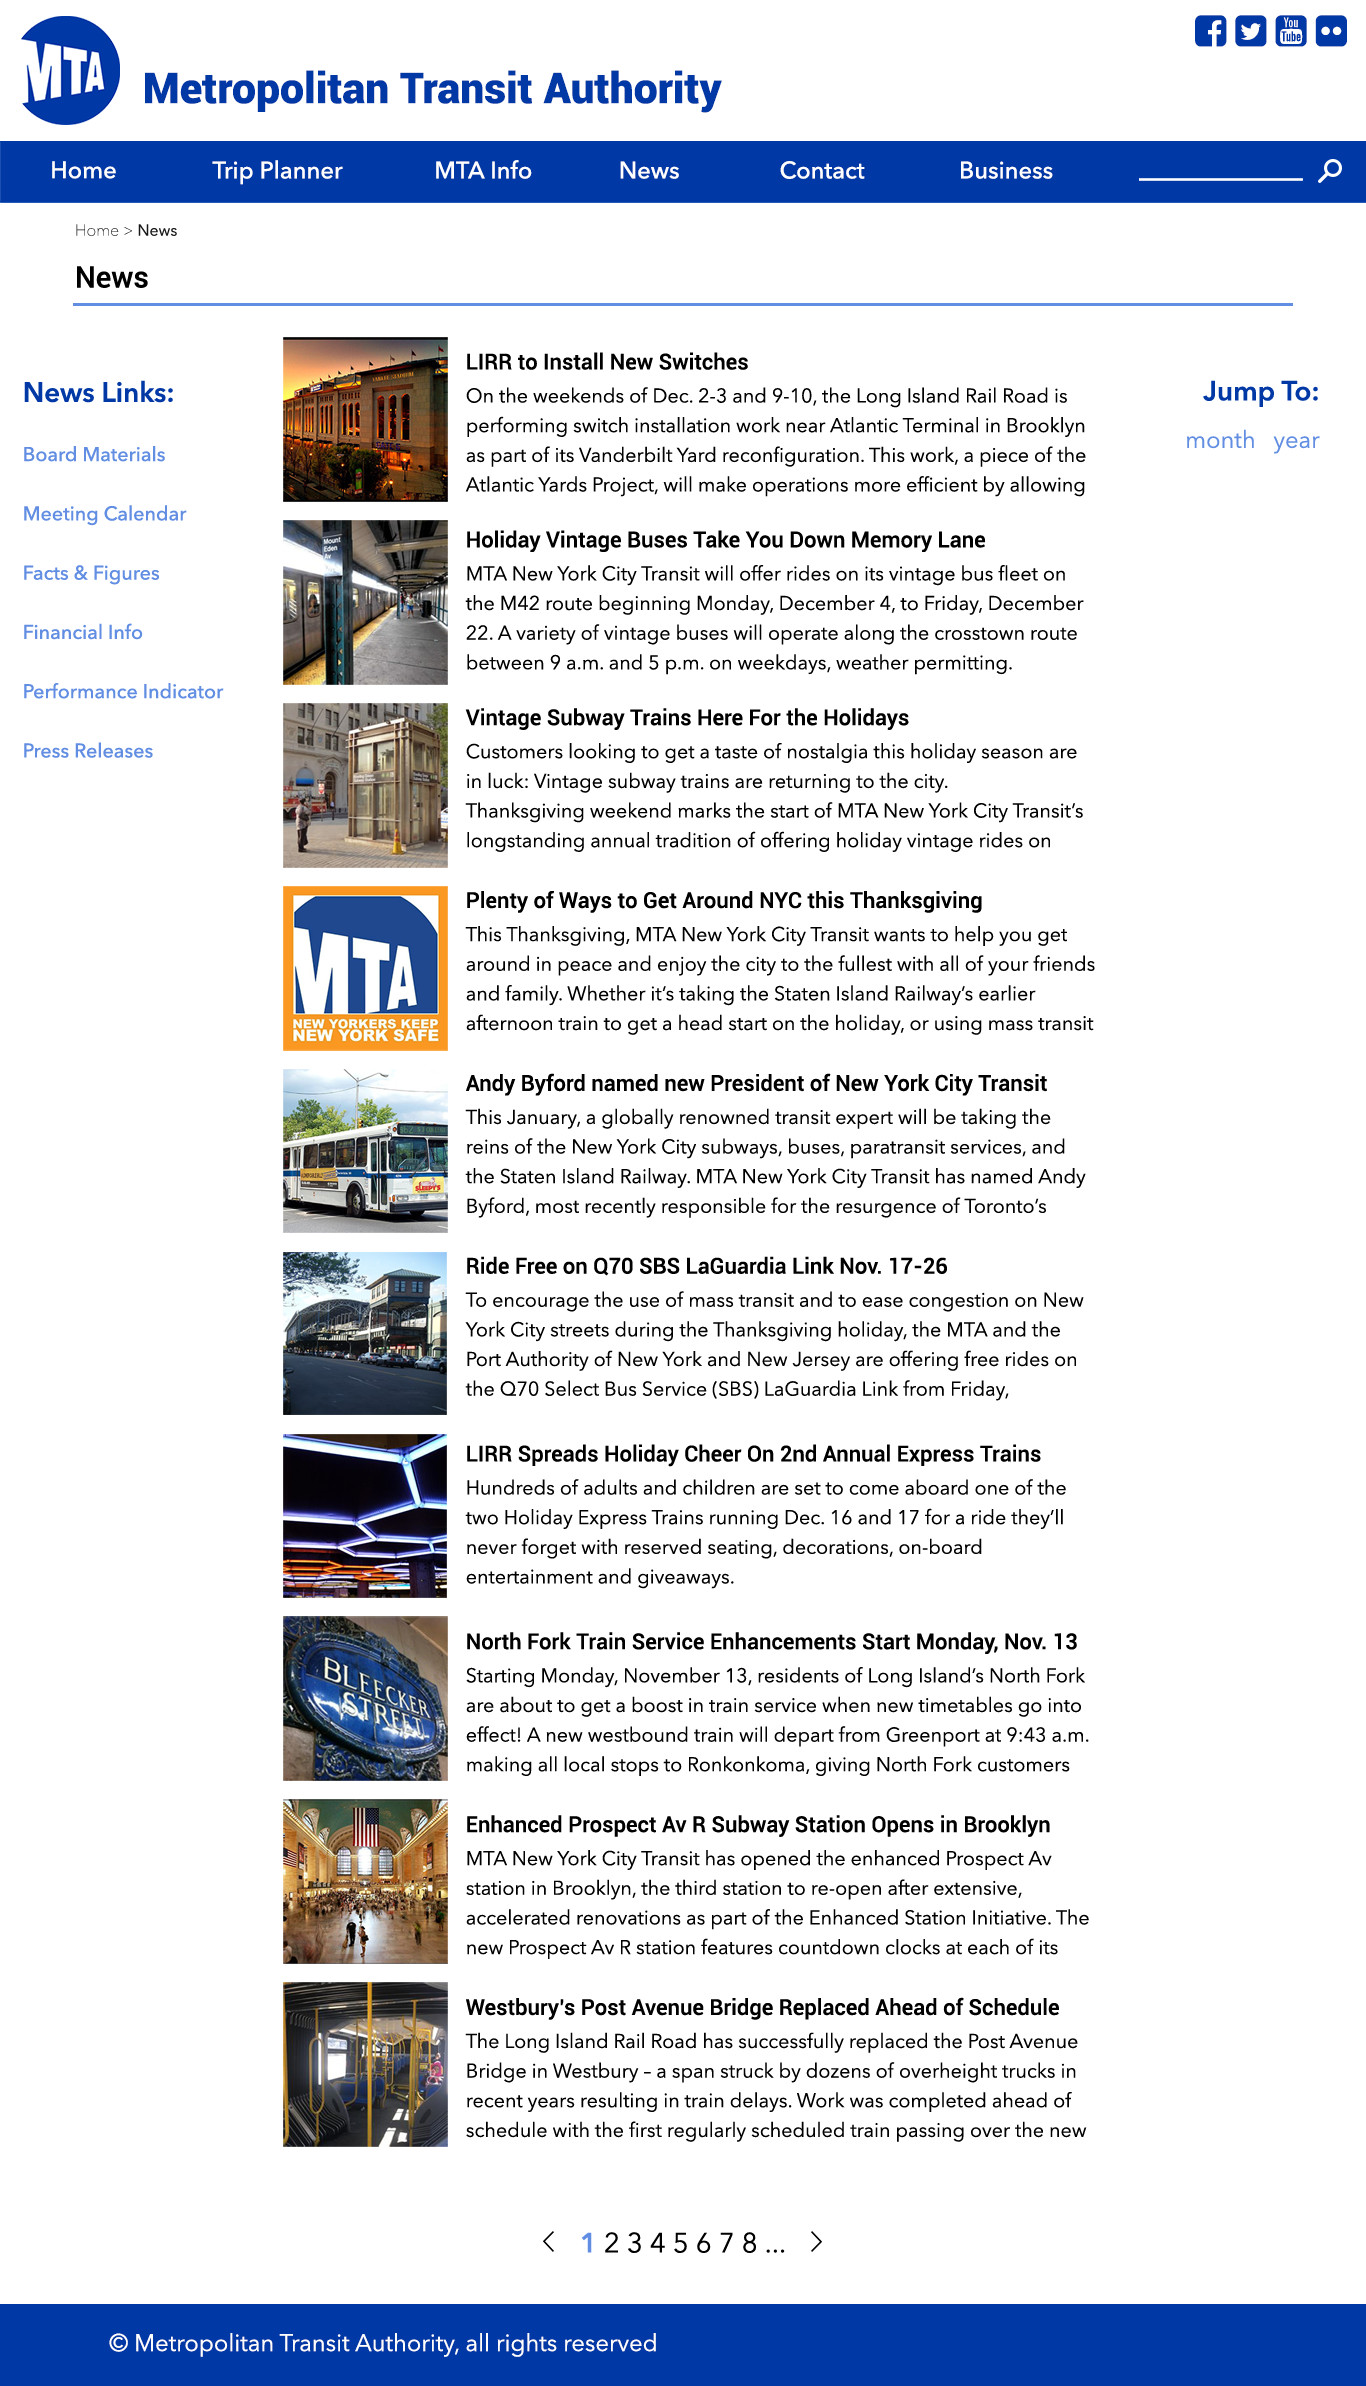 MTA
You
Tube
Metropolitan Transit Authority
Home Trip Planner MTA Info News Contact Business
Home > News
News
News Links:
Board Materials
Meeting Calendar
Facts & Figures
Financial Info
Performance Indicator
Press Releases
LIRR to Install New Switches
On the weekends of Dec. 2-3 and 9-10, the Long Island Rail Road is
performing switch installation work near Atlantic Terminal in Brooklyn
as part of its Vanderbilt Yard reconfiguration. This work, a piece of the
Atlantic Yards Project, will make operations more efficient by allowing
Mount
Eden
Av
Holiday Vintage Buses Take You Down Memory Lane
MTA New York City Transit will offer rides on its vintage bus fleet on
the M42 route beginning Monday, December 4, to Friday, December
22. A variety of vintage buses will operate along the crosstown route
between 9 a.m. and 5 p.m. on weekdays, weather permitting.
Vintage Subway Trains Here For the Holidays
Customers looking to get a taste of nostalgia this holiday season are
in luck: Vintage subway trains are returning to the city.
Thanksgiving weekend marks the start of MTA New York City Transit's
longstanding annual tradition of offering holiday vintage rides on
MTA
NEW YORKERS KEEP
NEW YORK SAFE
Plenty of Ways to Get Around NYC this Thanksgiving
This Thanksgiving, MTA New York City Transit wants to help you get
around in peace and enjoy the city to the fullest with all of your friends
and family. Whether it's taking the Staten Island Railway's earlier
afternoon train to get a head start on the holiday, or using mass transit
Andy Byford named new President of New York City Transit
This January, a globally renowned transit expert will be taking the
reins of the New York City subways, buses, paratransit services, and
the Staten Island Railway. MTA New York City Transit has named Andy
Byford, most recently responsible for the resurgence of Toronto's
Ride Free on Q70 SBS LaGuardia Link Nov. 17-26
To encourage the use of mass transit and to ease congestion on New
York City streets during the Thanksgiving holiday, the MTA and the
Port Authority of New York and New Jersey are offering free rides on
the Q70 Select Bus Service (SBS) LaGuardia Link from Friday,
LIRR Spreads Holiday Cheer On 2nd Annual Express Trains
Hundreds of adults and children are set to come aboard one of the
two Holiday Express Trains running Dec. 16 and 17 for a ride they'll
never forget with reserved seating, decorations, on-board
entertainment and giveaways.
BLEECKER
STREET
North Fork Train Service Enhancements Start Monday, Nov. 13
Starting Monday, November 13, residents of Long Island's North Fork
are about to get a boost in train service when new timetables go into
effect! A new westbound train will depart from Greenport at 9:43 a.m.
making all local stops to Ronkonkoma, giving North Fork customers
Enhanced Prospect Av R Subway Station Opens in Brooklyn
MTA New York City Transit has opened the enhanced Prospect Av
station in Brooklyn, the third station to re-open after extensive,
accelerated renovations as part of the Enhanced Station Initiative. The
new Prospect Av R station features countdown clocks at each of its
Westbury's Post Avenue Bridge Replaced Ahead of Schedule
The Long Island Rail Road has successfully replaced the Post Avenue
Bridge in Westbury – a span struck by dozens of overheight trucks in
recent years resulting in train delays. Work was completed ahead of
schedule with the first regularly scheduled train passing over the new
Jump To:
month year
1 2 3 4 5 6 7 8 ...
© Metropolitan Transit Authority, all rights reserved